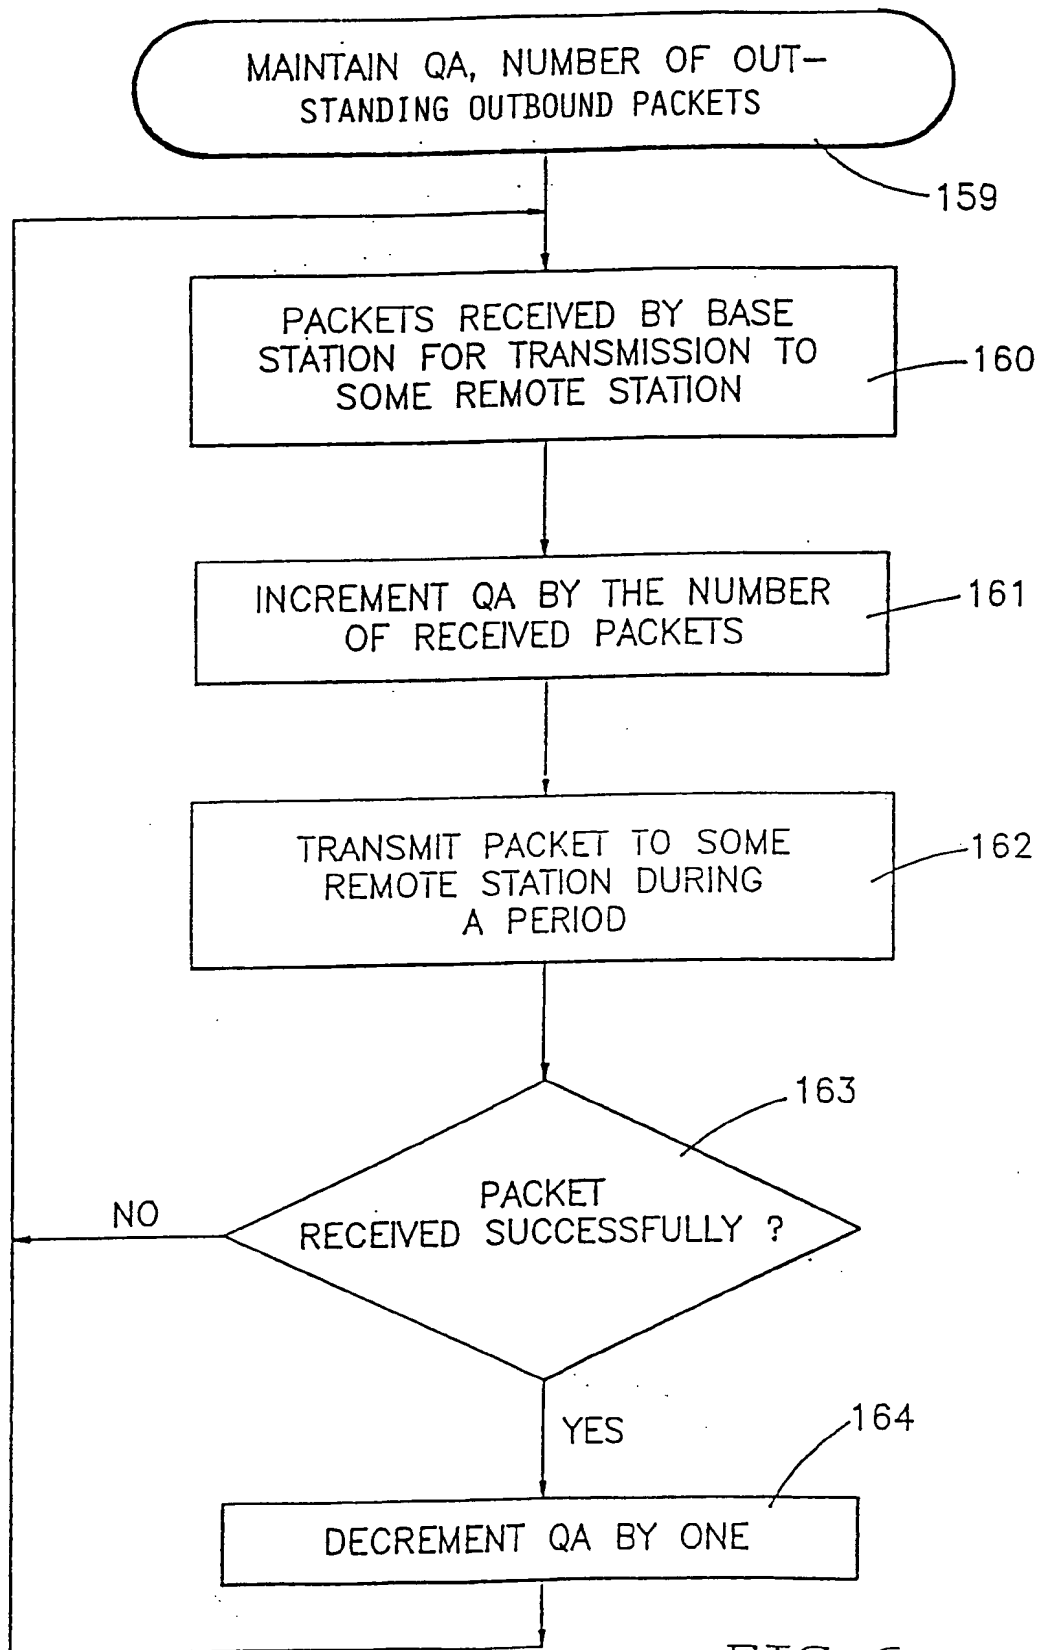 MAINTAIN QA, NUMBER OF OUT-
STANDING OUTBOUND PACKETS
159
PACKETS RECEIVED BY BASE
STATION FOR TRANSMISSION TO
SOME REMOTE STATION
160
INCREMENT QA BY THE NUMBER
OF RECEIVED PACKETS
161
TRANSMIT PACKET TO SOME
REMOTE STATION DURING
A PERIOD
162
163
PACKET
RECEIVED SUCCESSFULLY ?
NO
YES
164
DECREMENT QA BY ONE